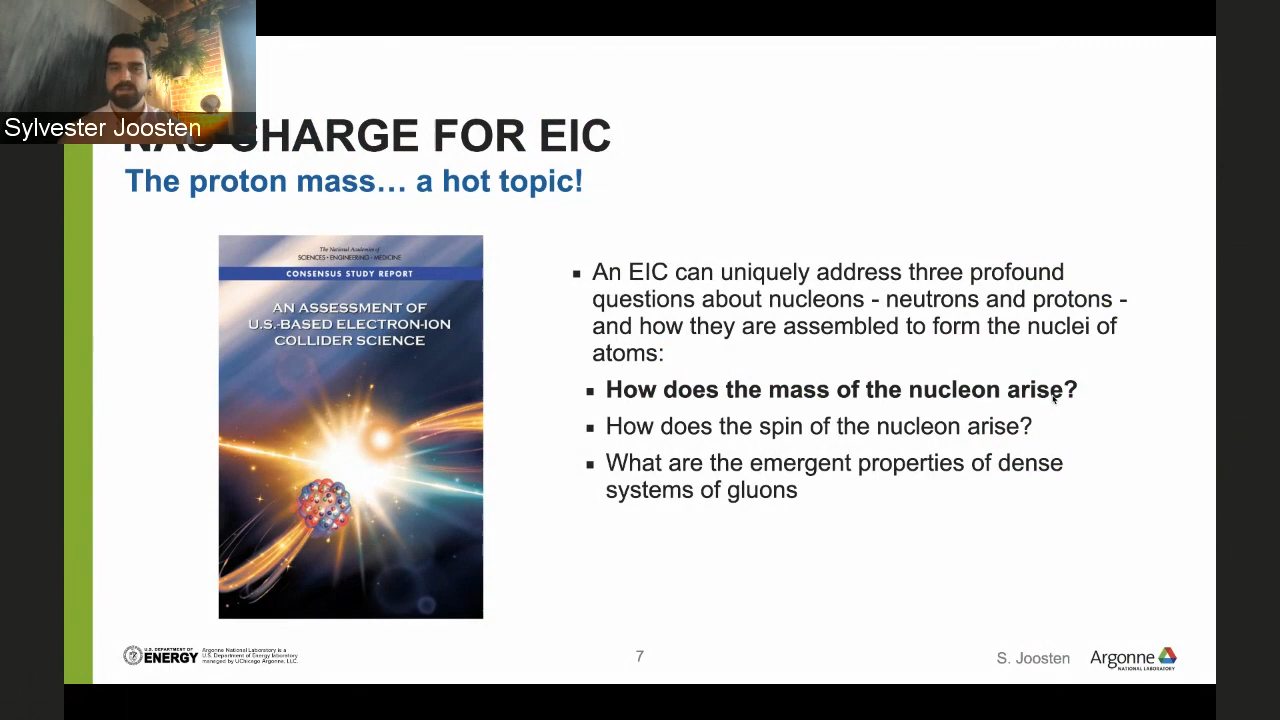 Sylvester Joosten
NAS CHARGE FOR EIC
The proton mass... a hot topic!
The National Academies of
SCIENCES • ENGINEERING • MEDICINE
CONSENSUS STUDY REPORT
AN ASSESSMENT OF
U.S.-BASED ELECTRON-ION
COLLIDER SCIENCE
▪ An EIC can uniquely address three profound
questions about nucleons - neutrons and protons -
and how they are assembled to form the nuclei of
atoms:
▪ How does the mass of the nucleon arise?
▪ How does the spin of the nucleon arise?
▪ What are the emergent properties of dense
systems of gluons
U.S. DEPARTMENT OF
ENERGY
Argonne National Laboratory is a
U.S. Department of Energy laboratory
managed by UChicago Argonne, LLC.
7
S. Joosten
Argonne
NATIONAL LABORATORY